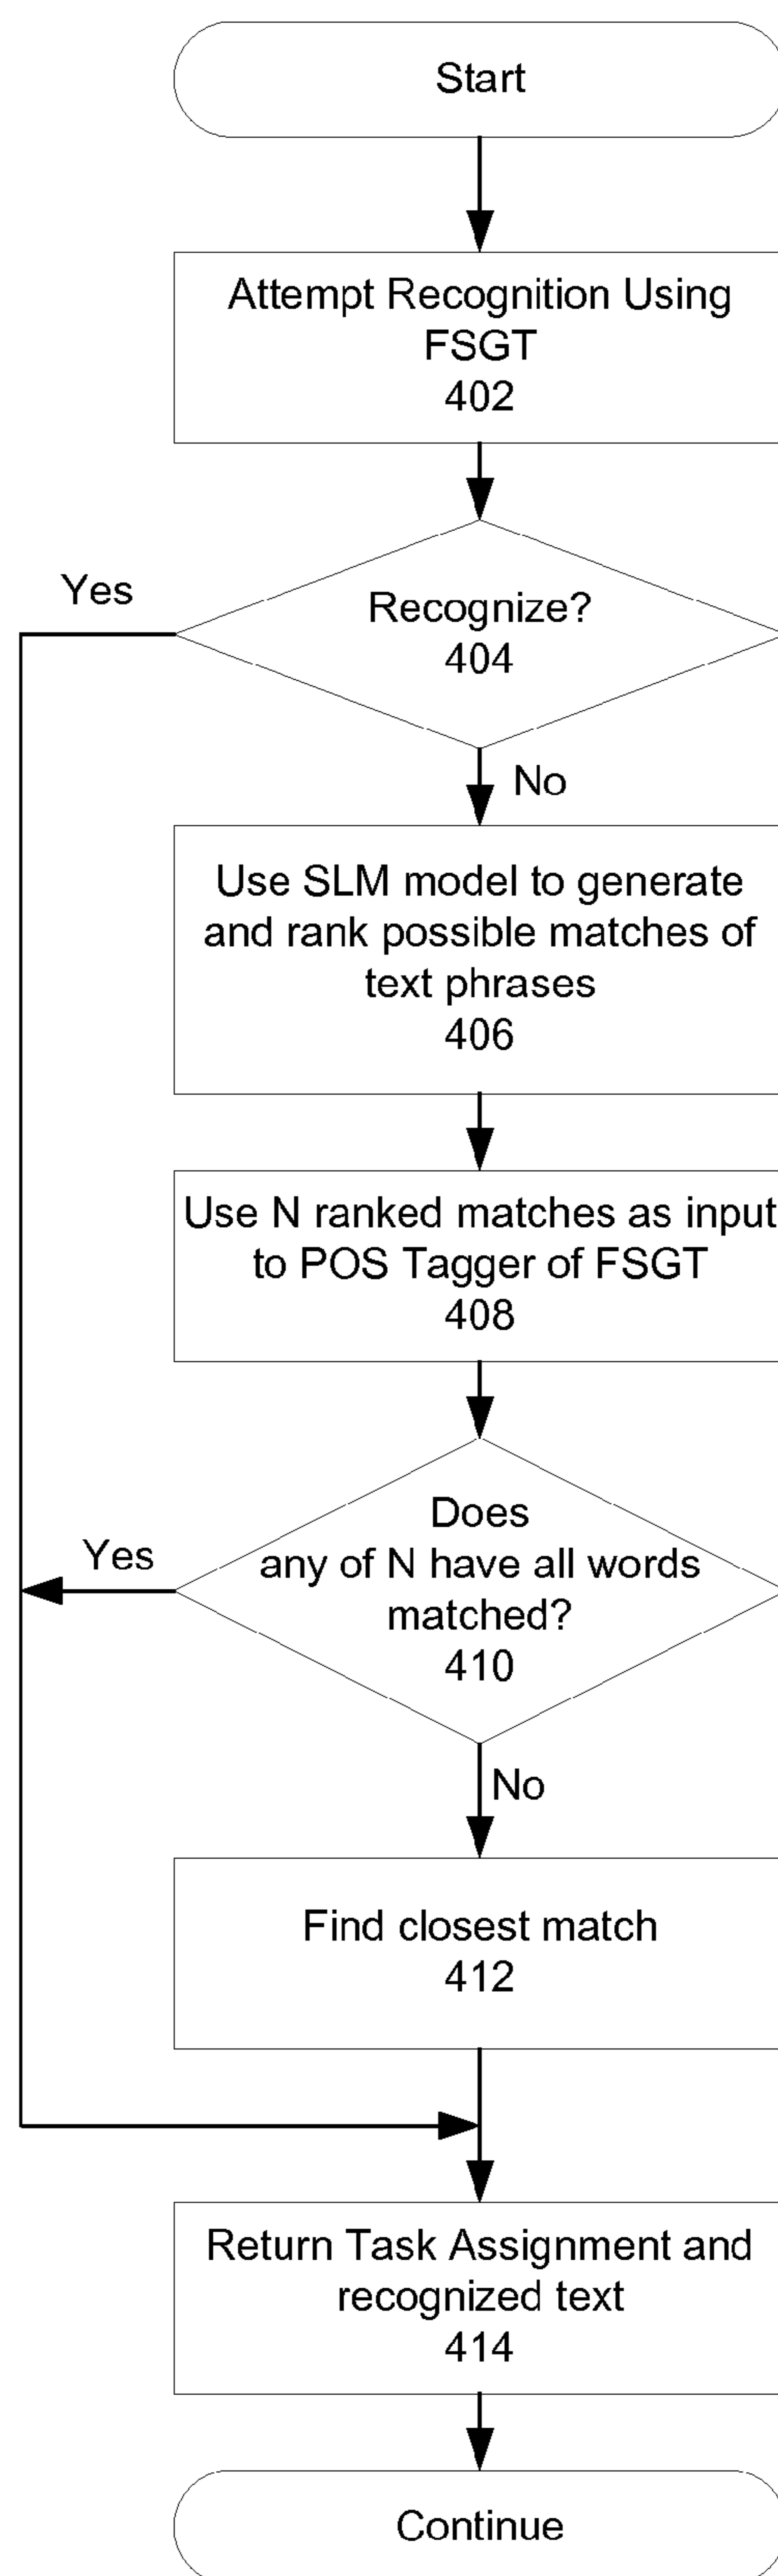 Start
Attempt Recognition Using
FSGT
402
Yes
Recognize?
404
No
Use SLM model to generate
and rank possible matches of
text phrases
406
Use N ranked matches as input
to POS Tagger of FSGT
408
Does
Yes
any of N have all words
matched?
410
No
Find closest match
412
Return Task Assignment and
recognized text
414
Continue